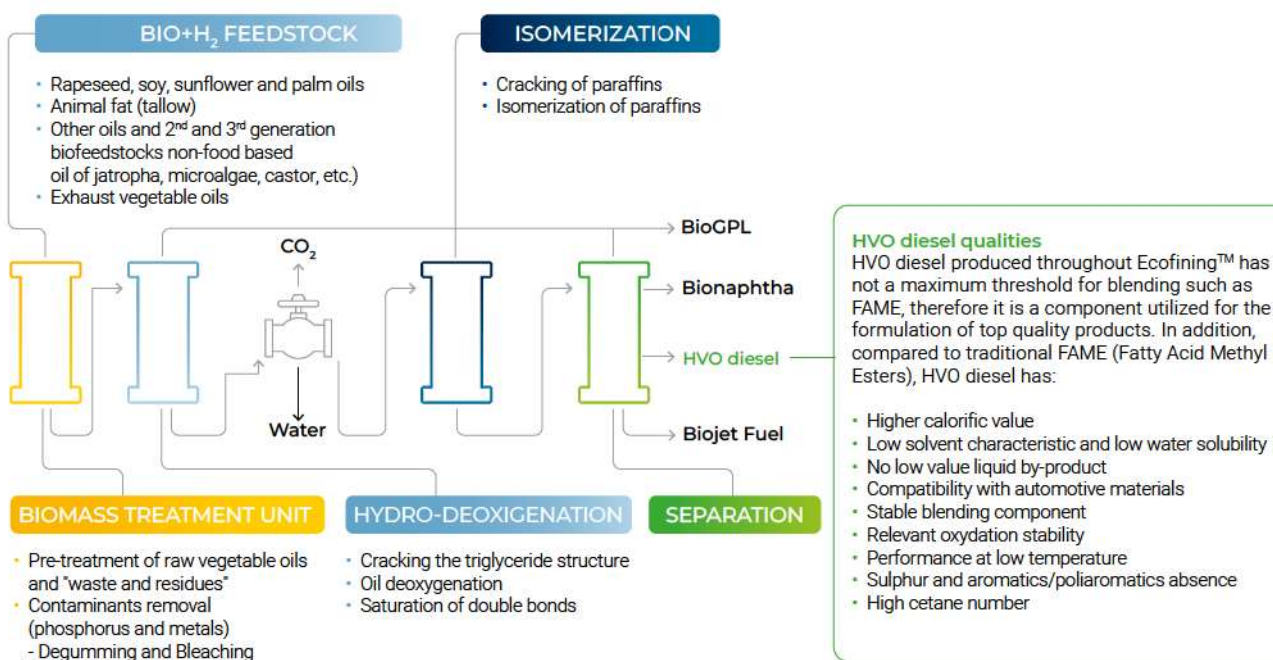 BIO+H₂ FEEDSTOCK
• Rapeseed, soy, sunflower and palm oils
• Animal fat (tallow)
• Other oils and 2nd and 3rd generation
biofeedstocks non-food based
oil of jatropha, microalgae, castor, etc.)
• Exhaust vegetable oils
ISOMERIZATION
• Cracking of paraffins
• Isomerization of paraffins
CO₂
Water
BioGPL
Bionaphtha
HVO diesel
Biojet Fuel
HVO diesel qualities
HVO diesel produced throughout Ecofining™ has
not a maximum threshold for blending such as
FAME, therefore it is a component utilized for the
formulation of top quality products. In addition,
compared to traditional FAME (Fatty Acid Methyl
Esters), HVO diesel has:
• Higher calorific value
• Low solvent characteristic and low water solubility
• No low value liquid by-product
• Compatibility with automotive materials
• Stable blending component
• Relevant oxydation stability
• Performance at low temperature
• Sulphur and aromatics/poliaromatics absence
• High cetane number
BIOMASS TREATMENT UNIT
• Pre-treatment of raw vegetable oils
and "waste and residues"
• Contaminants removal
(phosphorus and metals)
- Degumming and Bleaching
HYDRO-DEOXIGENATION
• Cracking the triglyceride structure
• Oil deoxygenation
• Saturation of double bonds
SEPARATION